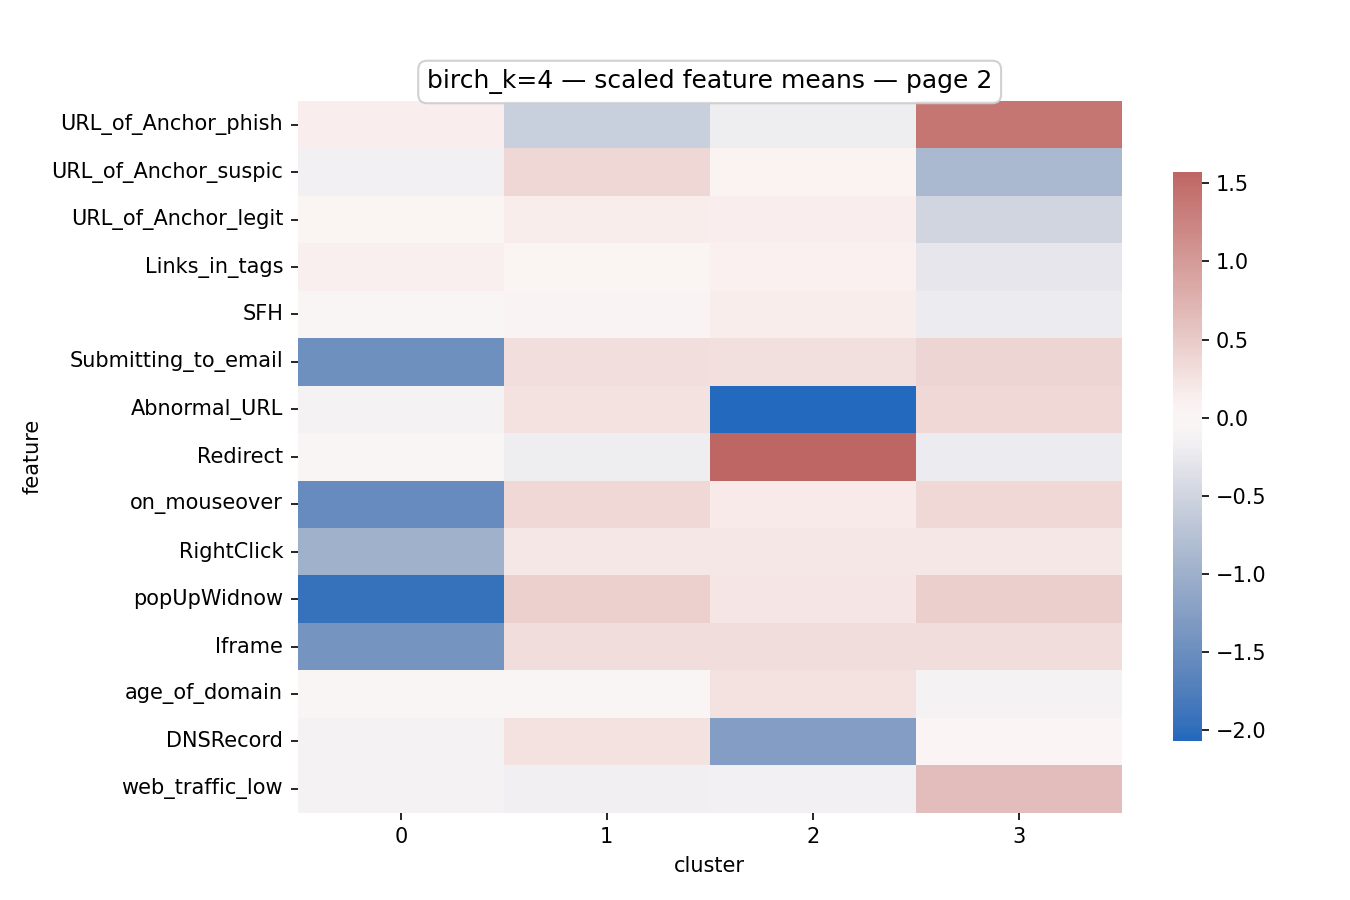 birch_k=4 — scaled feature means — page 2
URL_of_Anchor_phish
URL_of_Anchor_suspic
URL_of_Anchor_legit
Links_in_tags
SFH
Submitting_to_email
Abnormal_URL
Redirect
on_mouseover
RightClick
popUpWidnow
Iframe
age_of_domain
DNSRecord
web_traffic_low
feature
0 1 2 3
cluster
1.5
1.0
0.5
0.0
−0.5
−1.0
−1.5
−2.0